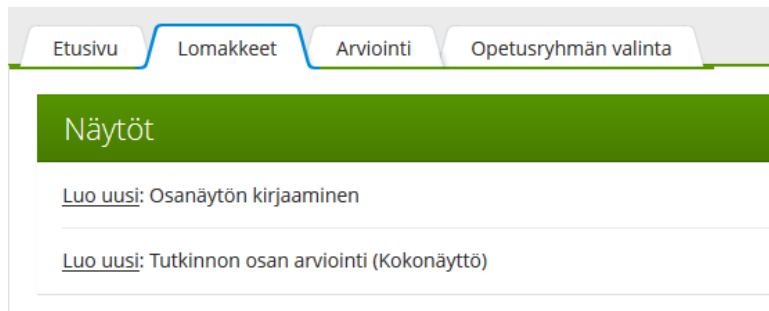 Etusivu Lomakkeet Arviointi Opetusryhmän valinta
Näytöt
Luo uusi: Osanäytön kirjaaminen
Luo uusi: Tutkinnon osan arviointi (Kokonäyttö)